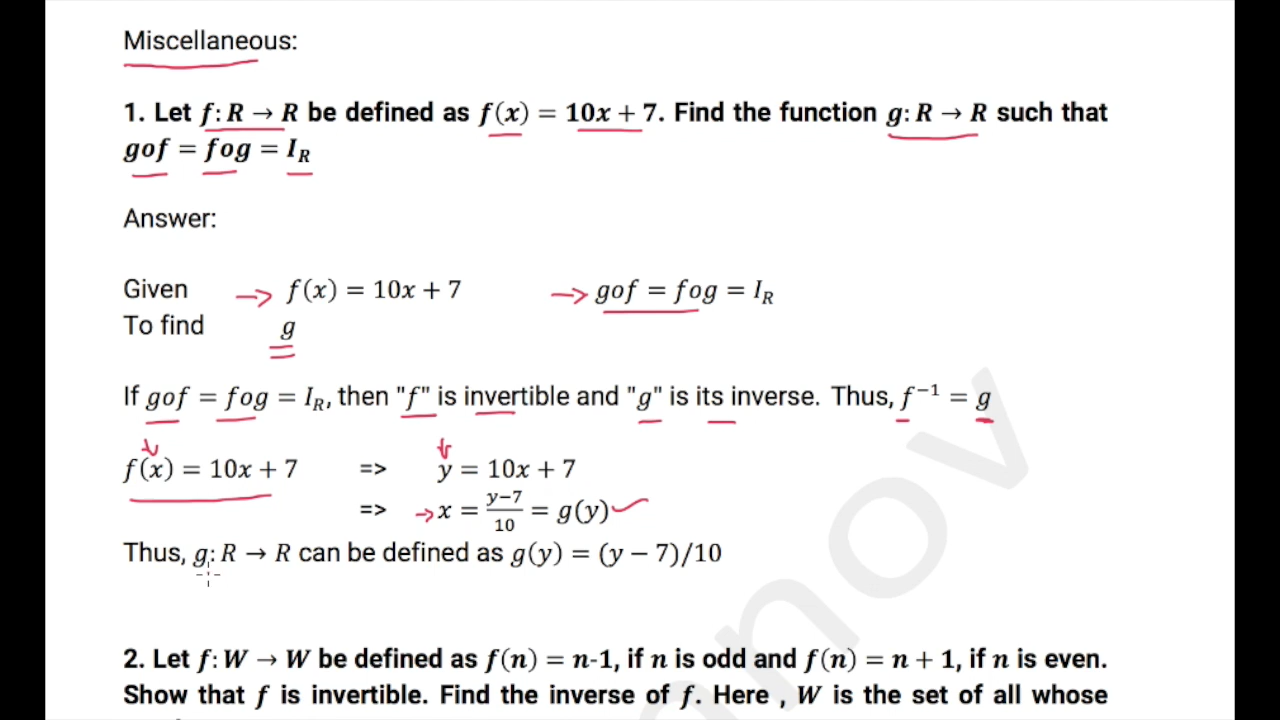 Miscellaneous:
1. Let f: R → R be defined as f(x) = 10x + 7. Find the function g: R → R such that
gof = fog = I_R
Answer:
Given → f(x) = 10x + 7 → gof = fog = I_R
To find g
If gof = fog = I_R, then "f" is invertible and "g" is its inverse. Thus, f⁻¹ = g
f(x) = 10x + 7 => y = 10x + 7
=> → x = (y−7)/10 = g(y)
Thus, g: R → R can be defined as g(y) = (y − 7)/10
2. Let f: W → W be defined as f(n) = n-1, if n is odd and f(n) = n + 1, if n is even.
Show that f is invertible. Find the inverse of f. Here , W is the set of all whose